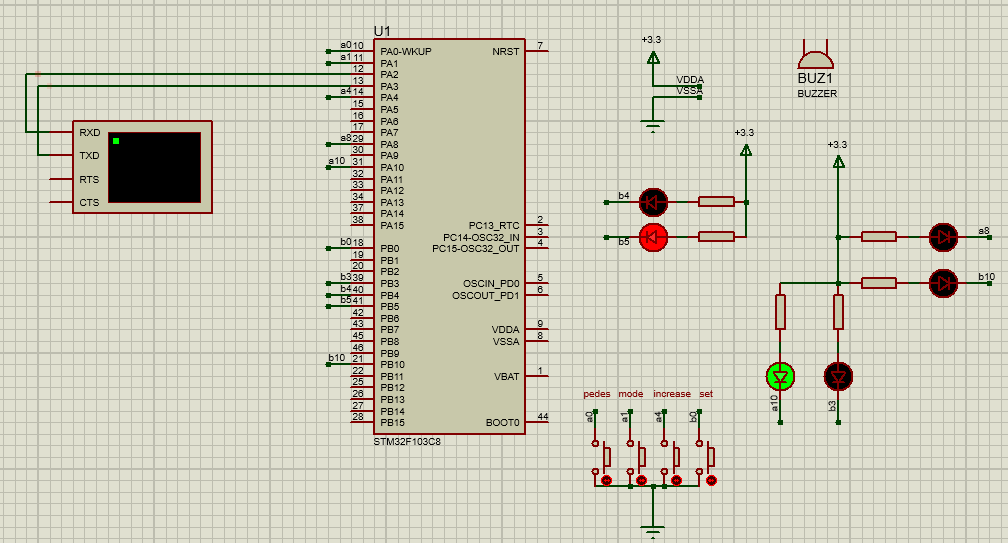 U1
a0 10 PA0-WKUP NRST 7
a1 11 PA1
12 PA2
13 PA3
a4 14 PA4
15 PA5
16 PA6
17 PA7
a8 29 PA8
30 PA9
a10 31 PA10
32 PA11
33 PA12
34 PA13
37 PA14
38 PA15
PC13_RTC 2
PC14-OSC32_IN 3
PC15-OSC32_OUT 4
b0 18 PB0
19 PB1
20 PB2
b3 39 PB3 OSCIN_PD0 5
b4 40 PB4 OSCOUT_PD1 6
b5 41 PB5
42 PB6
43 PB7 VDDA 9
45 PB8 VSSA 8
46 PB9
b10 21 PB10
22 PB11 VBAT 1
25 PB12
26 PB13
27 PB14
28 PB15 BOOT0 44
STM32F103C8
RXD
TXD
RTS
CTS
+3.3
VDDA
VSSA
BUZ1
BUZZER
+3.3
b4
b5
+3.3
a8
b10
a10
b3
pedes mode increase set
a0 a1 a4 b0